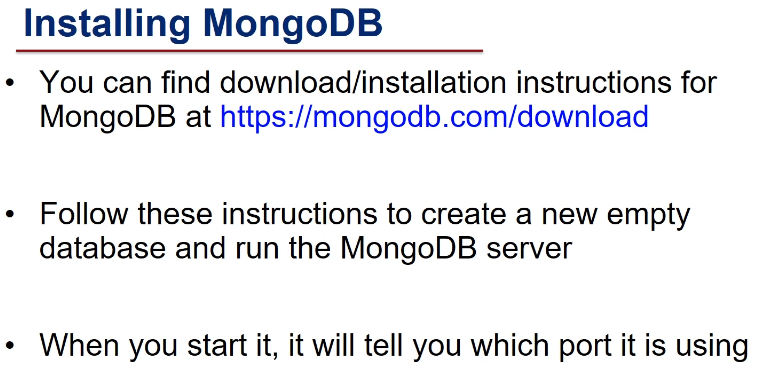 Installing MongoDB
• You can find download/installation instructions for
MongoDB at https://mongodb.com/download
• Follow these instructions to create a new empty
database and run the MongoDB server
• When you start it, it will tell you which port it is using